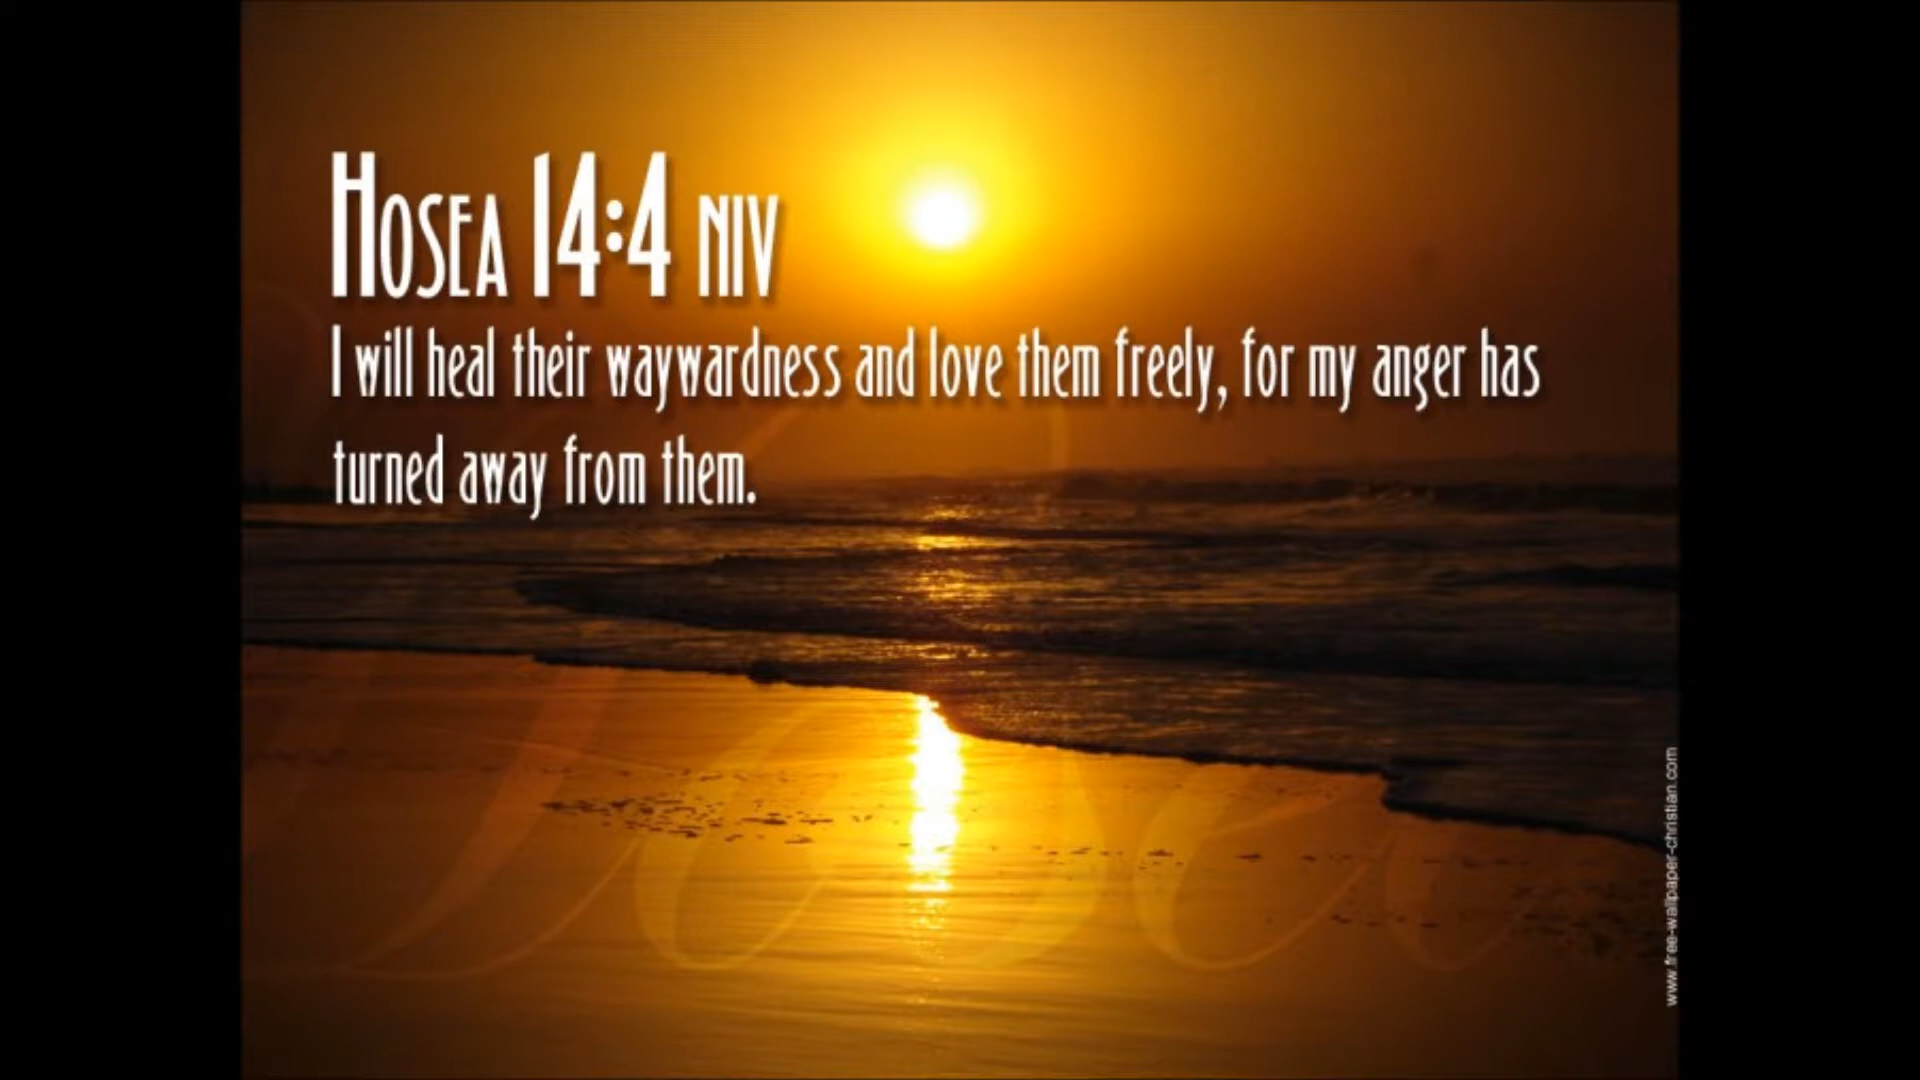 HOSEA 14:4 NIV
I will heal their waywardness and love them freely, for my anger has
turned away from them.
www.free-wallpaper-christian.com
Hosea